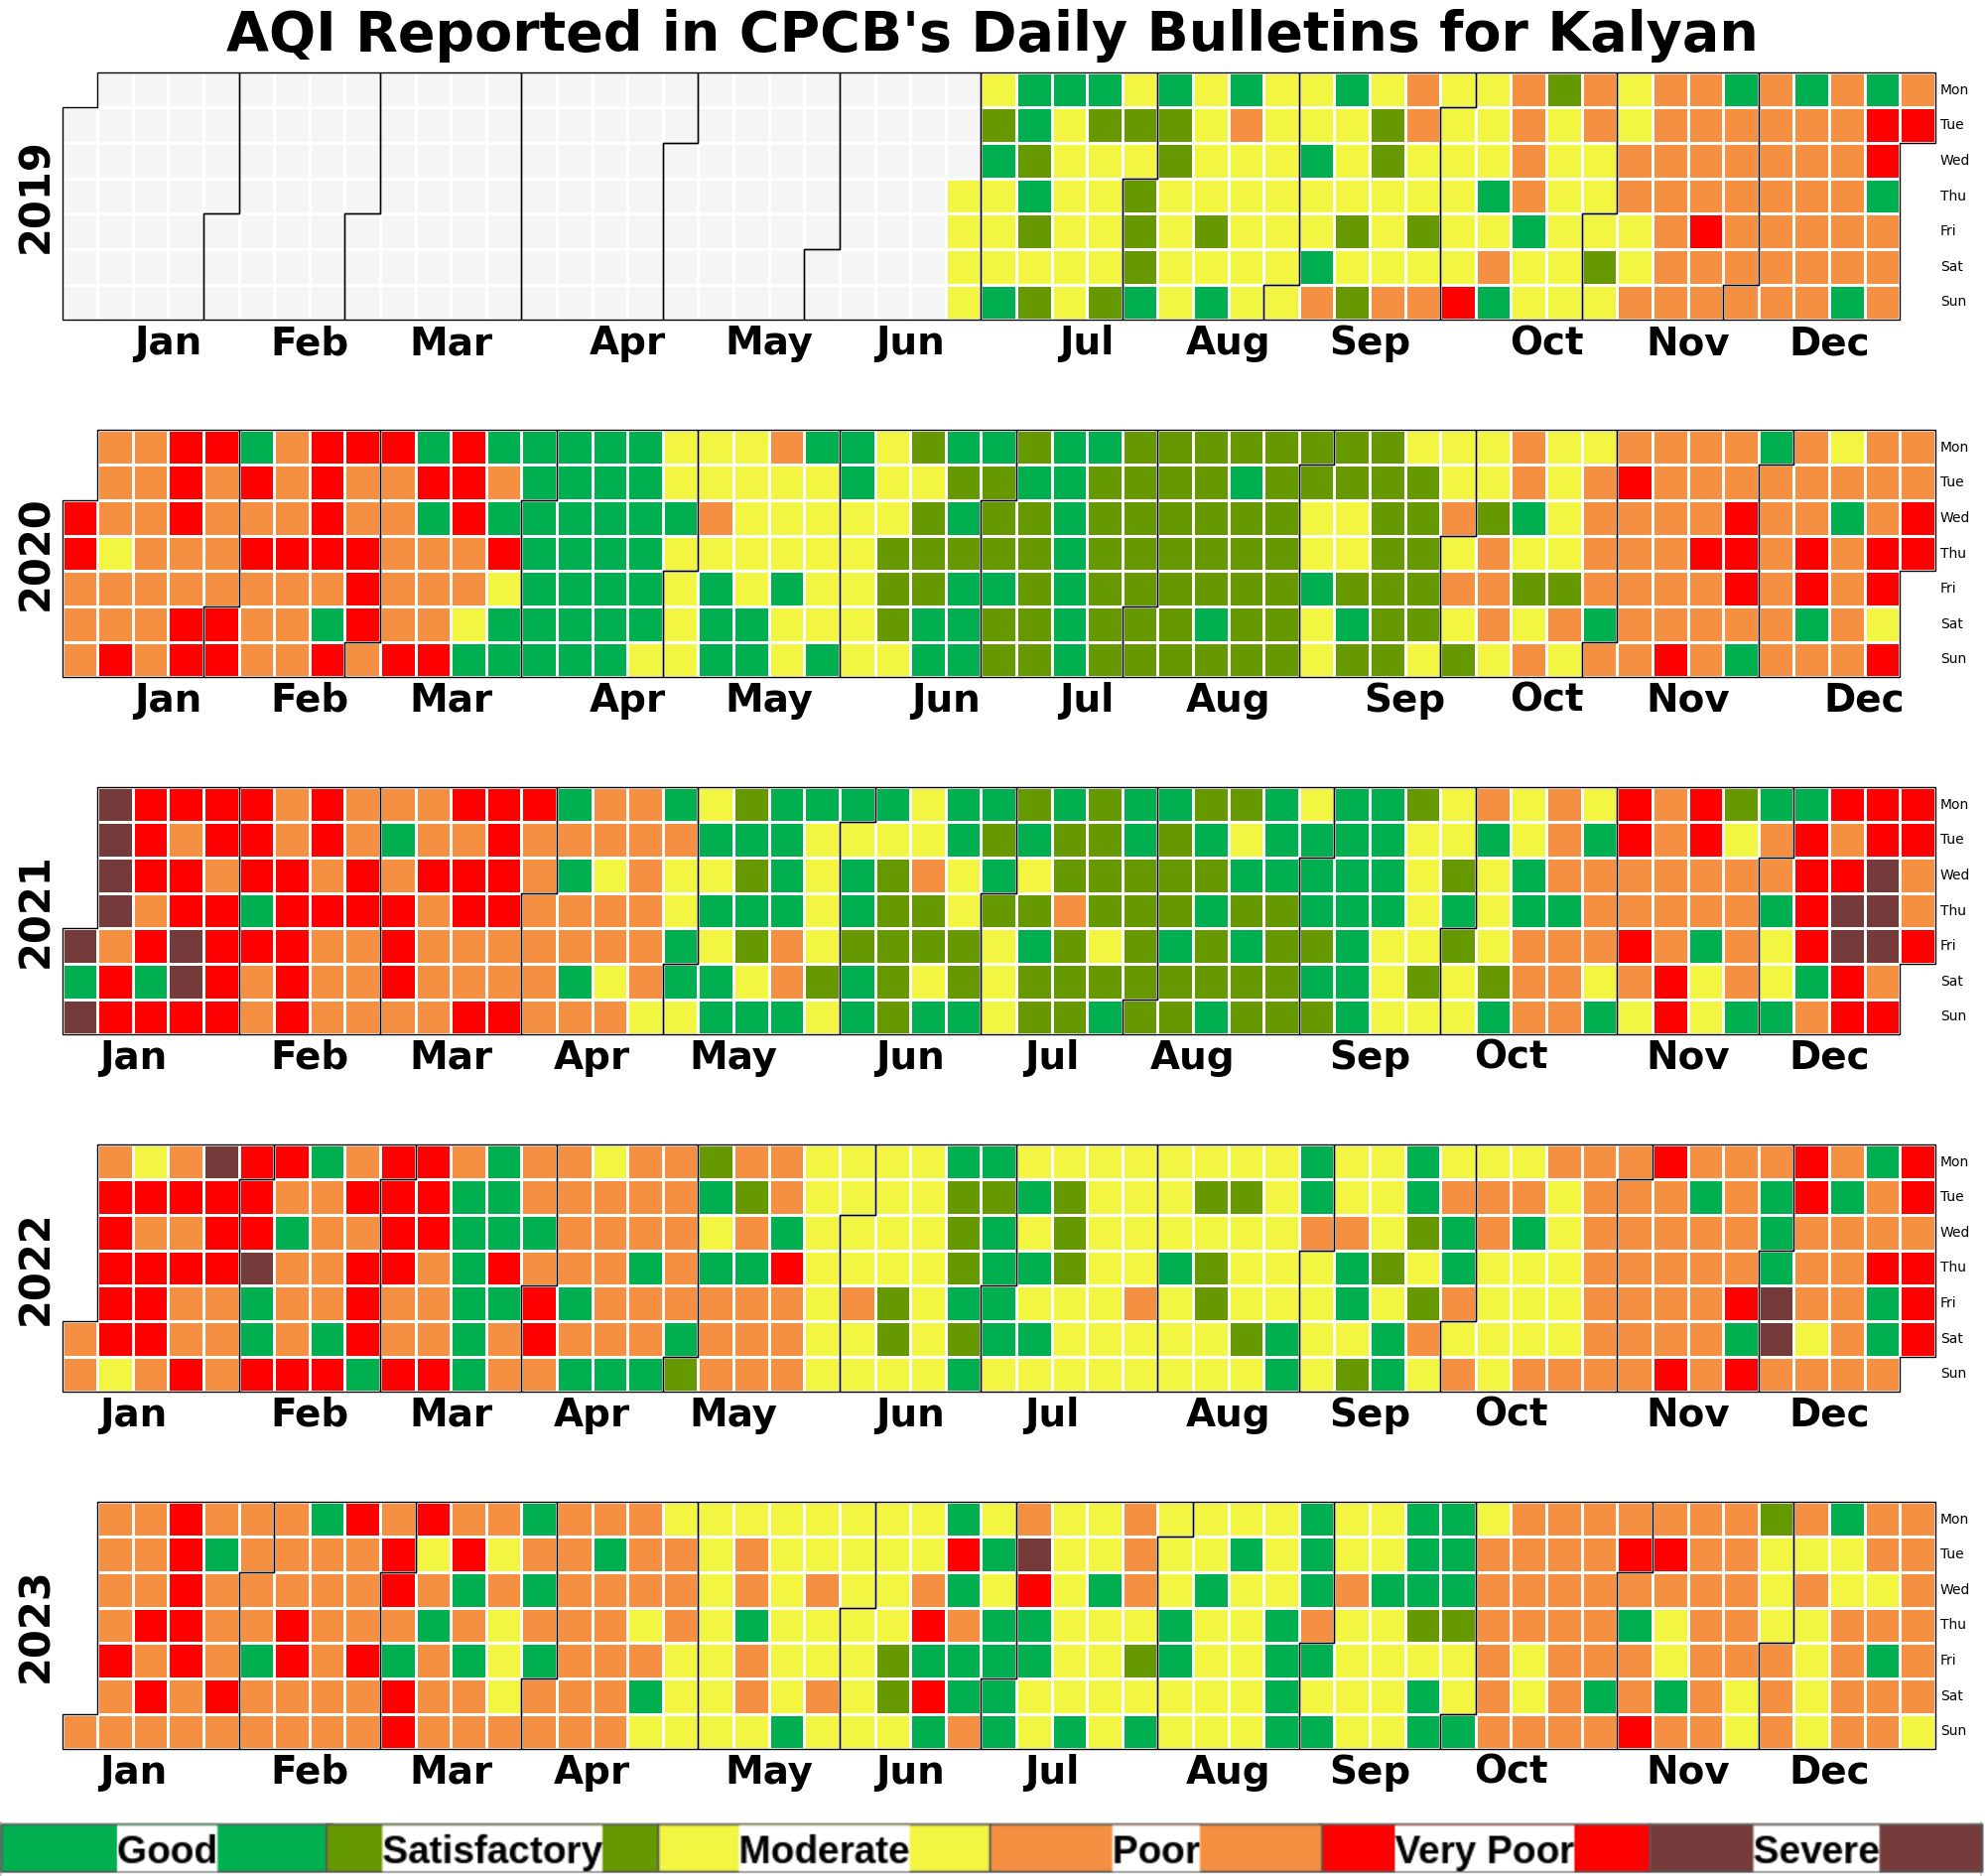 AQI Reported in CPCB's Daily Bulletins for Kalyan
2019
Mon
Tue
Wed
Thu
Fri
Sat
Sun
Jan Feb Mar Apr May Jun Jul Aug Sep Oct Nov Dec
2020
Mon
Tue
Wed
Thu
Fri
Sat
Sun
Jan Feb Mar Apr May Jun Jul Aug Sep Oct Nov Dec
2021
Mon
Tue
Wed
Thu
Fri
Sat
Sun
Jan Feb Mar Apr May Jun Jul Aug Sep Oct Nov Dec
2022
Mon
Tue
Wed
Thu
Fri
Sat
Sun
Jan Feb Mar Apr May Jun Jul Aug Sep Oct Nov Dec
2023
Mon
Tue
Wed
Thu
Fri
Sat
Sun
Jan Feb Mar Apr May Jun Jul Aug Sep Oct Nov Dec
Good Satisfactory Moderate Poor Very Poor Severe